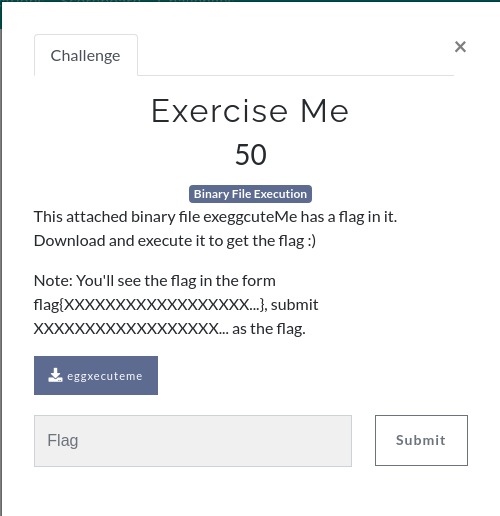 Challenge
×
Exercise Me
50
Binary File Execution
This attached binary file exeggcuteMe has a flag in it.
Download and execute it to get the flag :)
Note: You'll see the flag in the form
flag{XXXXXXXXXXXXXXXXXX...}, submit
XXXXXXXXXXXXXXXXXX... as the flag.
eggxecuteme
Flag
Submit